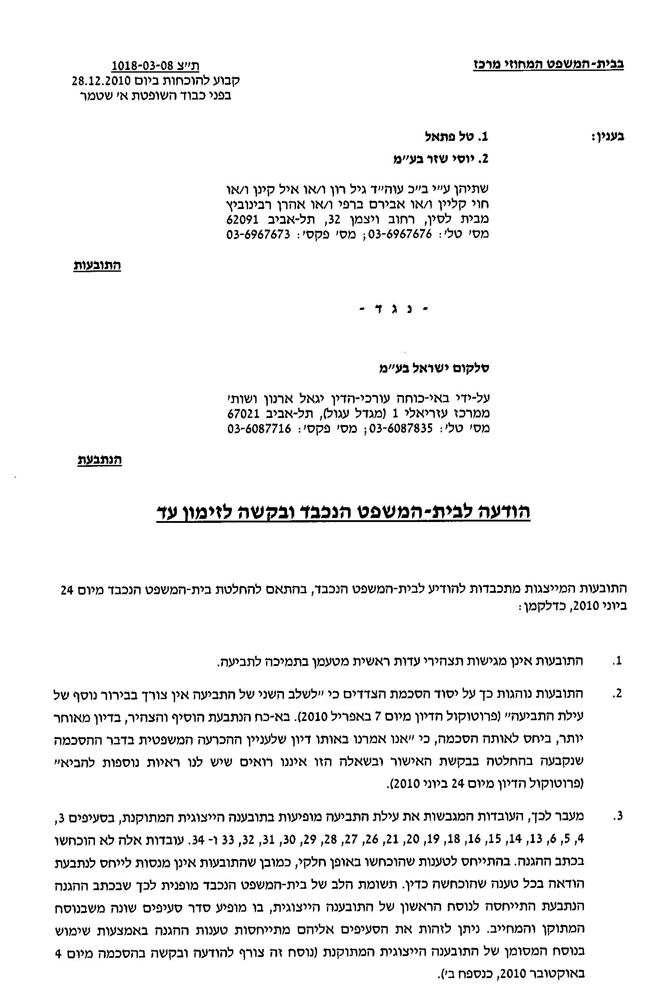 בבית-המשפט המחוזי מרכז
ת"צ 1018-03-08
קבוע להוכחות ביום 28.12.2010
בפני כבוד השופטת א' שטמר
בענין:
1. טל פתאל
2. יוסי שזר בע"מ
שתיהן ע"י ב"כ עוה"ד גיל רון ו/או איל קינן ו/או
חוי קליין ו/או אבירם ברפי ו/או אהרן רבינוביץ
מבית לסין, רחוב ויצמן 32, תל-אביב 62091
מס' טל': 03-6967676; מס' פקס': 03-6967673
התובעות
- נ ג ד -
סלקום ישראל בע"מ
על-ידי באי-כוחה עורכי-הדין יגאל ארנון ושות'
ממרכז עזריאלי 1 (מגדל עגול), תל-אביב 67021
מס' טל': 03-6087835; מס' פקס': 03-6087716
הנתבעת
הודעה לבית-המשפט הנכבד ובקשה לזימון עד
התובעות המייצגות מתכבדות להודיע לבית-המשפט הנכבד, בהתאם להחלטת בית-המשפט הנכבד מיום 24
ביוני 2010, כדלקמן:
1. התובעות אינן מגישות תצהירי עדות ראשית מטעמן בתמיכה לתביעה.
2. התובעות נוהגות כך על יסוד הסכמת הצדדים כי "לשלב השני של התביעה אין צורך בבירור נוסף של
עילת התביעה" (פרוטוקול הדיון מיום 7 באפריל 2010). בא-כח הנתבעת הוסיף והצהיר, בדיון מאוחר
יותר, ביחס לאותה הסכמה, כי "אנו אמרנו באותו דיון שלעניין ההכרעה המשפטית בדבר ההסכמה
שנקבעה בהחלטה בבקשת האישור ובשאלה הזו איננו רואים שיש לנו ראיות נוספות להביא"
(פרוטוקול הדיון מיום 24 ביוני 2010).
3. מעבר לכך, העובדות המגבשות את עילת התביעה מופיעות בתובענה הייצוגית המתוקנת, בסעיפים 3,
4, 5, 6, 13, 14, 15, 16, 18, 19, 20, 21, 26, 27, 28, 29, 30, 31, 32, 33 ו- 34. עובדות אלה לא הוכחשו
בכתב ההגנה. בהתייחס לטענות שהוכחשו באופן חלקי, כמובן שהתובעות אינן מנסות לייחס לנתבעת
הודאה בכל טענה שהוכחשה כדין. תשומת הלב של בית-המשפט הנכבד מופנית לכך שבכתב ההגנה
הנתבעת התייחסה לנוסח הראשון של התובענה הייצוגית, בו מופיע סדר סעיפים שונה משבנוסח
המתוקן והמחייב. ניתן לזהות את הסעיפים אליהם מתייחסות טענות ההגנה באמצעות שימוש
בנוסח המסומן של התובענה הייצוגית המתוקנת (נוסח זה צורף להודעה ובקשה בהסכמה מיום 4
באוקטובר 2010, כנספח ב').